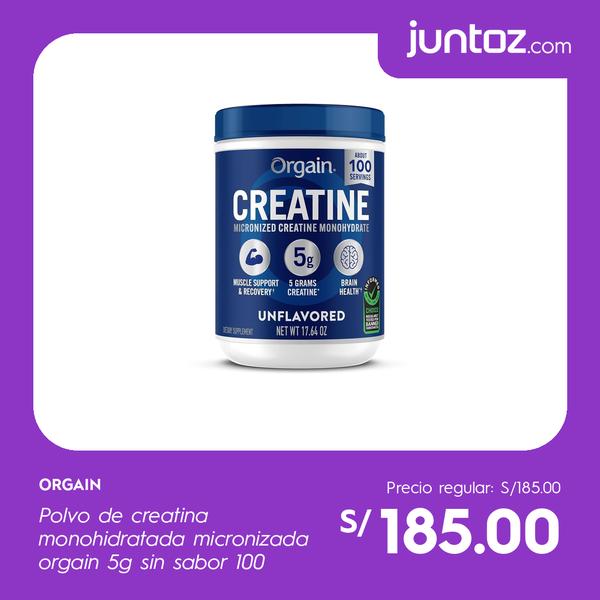 juntoz.com
Orgain
ABOUT
100
SERVINGS
CREATINE
MICRONIZED CREATINE MONOHYDRATE
5g
MUSCLE SUPPORT
& RECOVERY
5 GRAMS
CREATINE
BRAIN
HEALTH
UNFLAVORED
DIETARY SUPPLEMENT
NET WT 17.64 OZ
INFORMED
CHOICE
ORGAIN
Polvo de creatina
monohidratada micronizada
orgain 5g sin sabor 100
Precio regular: S/185.00
S/ 185.00